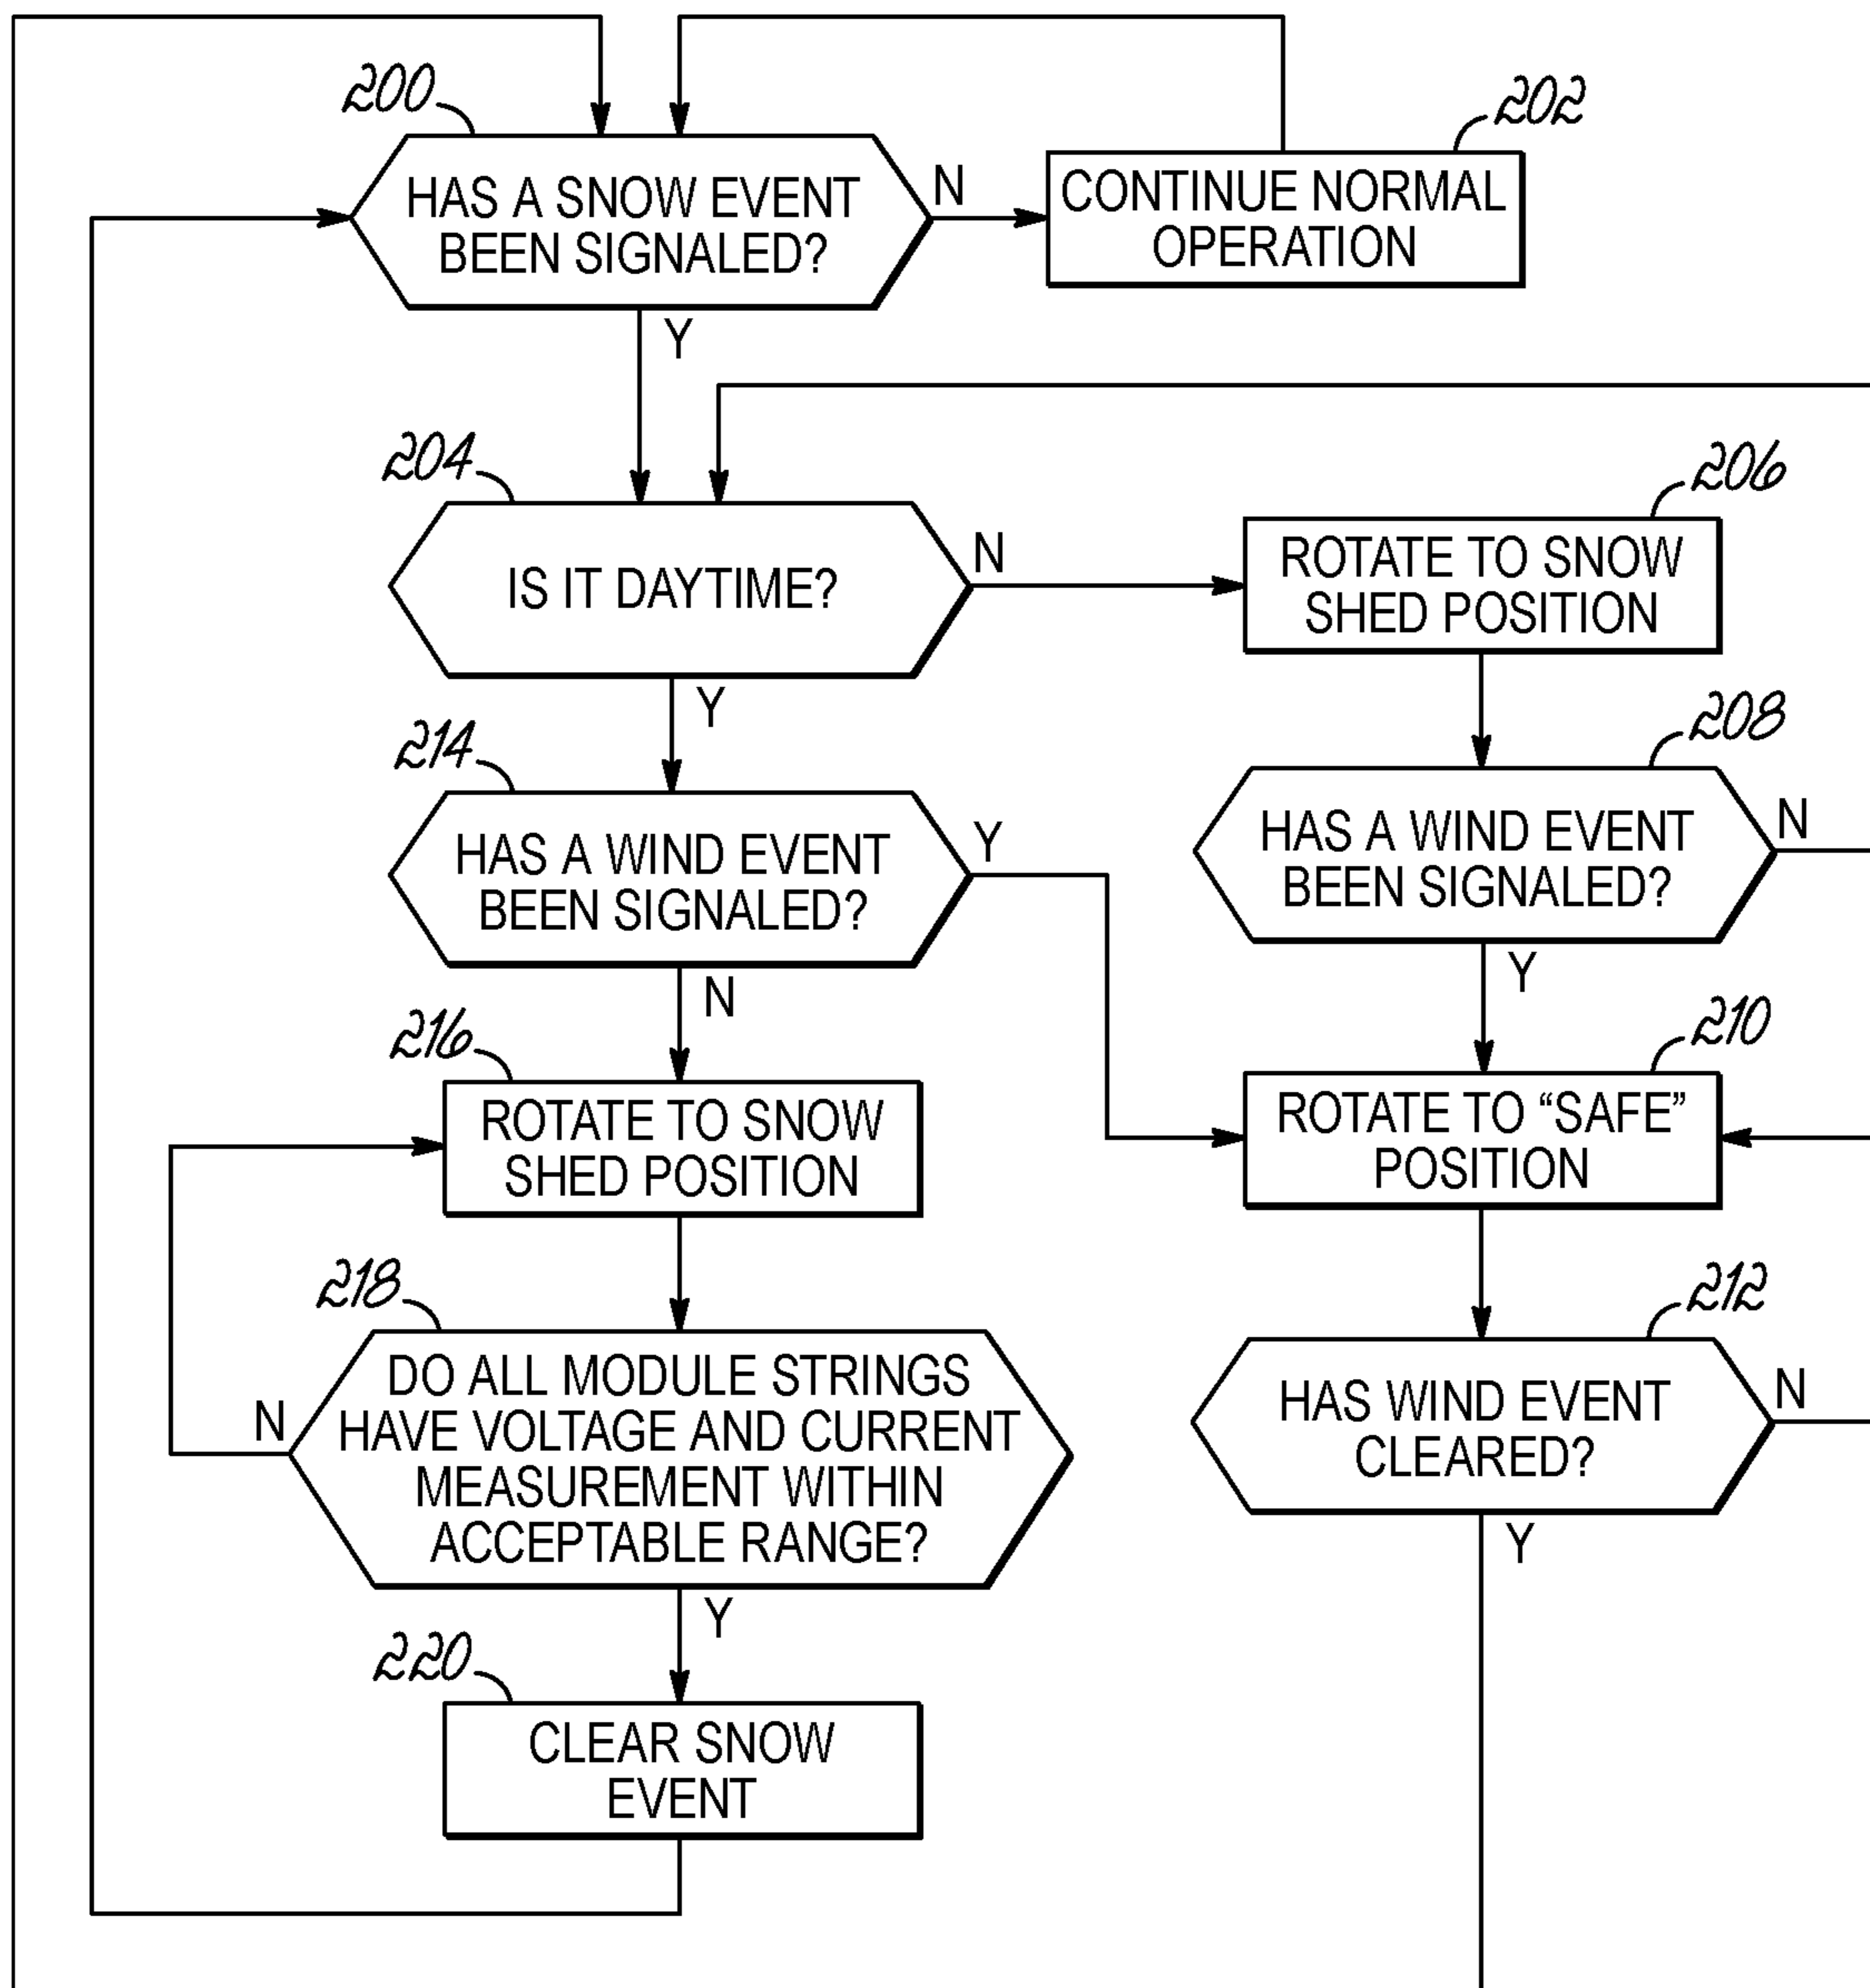 200
HAS A SNOW EVENT
BEEN SIGNALED?
N
Y
202
CONTINUE NORMAL
OPERATION
204
IS IT DAYTIME?
N
Y
206
ROTATE TO SNOW
SHED POSITION
208
HAS A WIND EVENT
BEEN SIGNALED?
N
Y
214
HAS A WIND EVENT
BEEN SIGNALED?
Y
N
210
ROTATE TO “SAFE”
POSITION
216
ROTATE TO SNOW
SHED POSITION
212
HAS WIND EVENT
CLEARED?
N
Y
218
DO ALL MODULE STRINGS
HAVE VOLTAGE AND CURRENT
MEASUREMENT WITHIN
ACCEPTABLE RANGE?
N
Y
220
CLEAR SNOW
EVENT